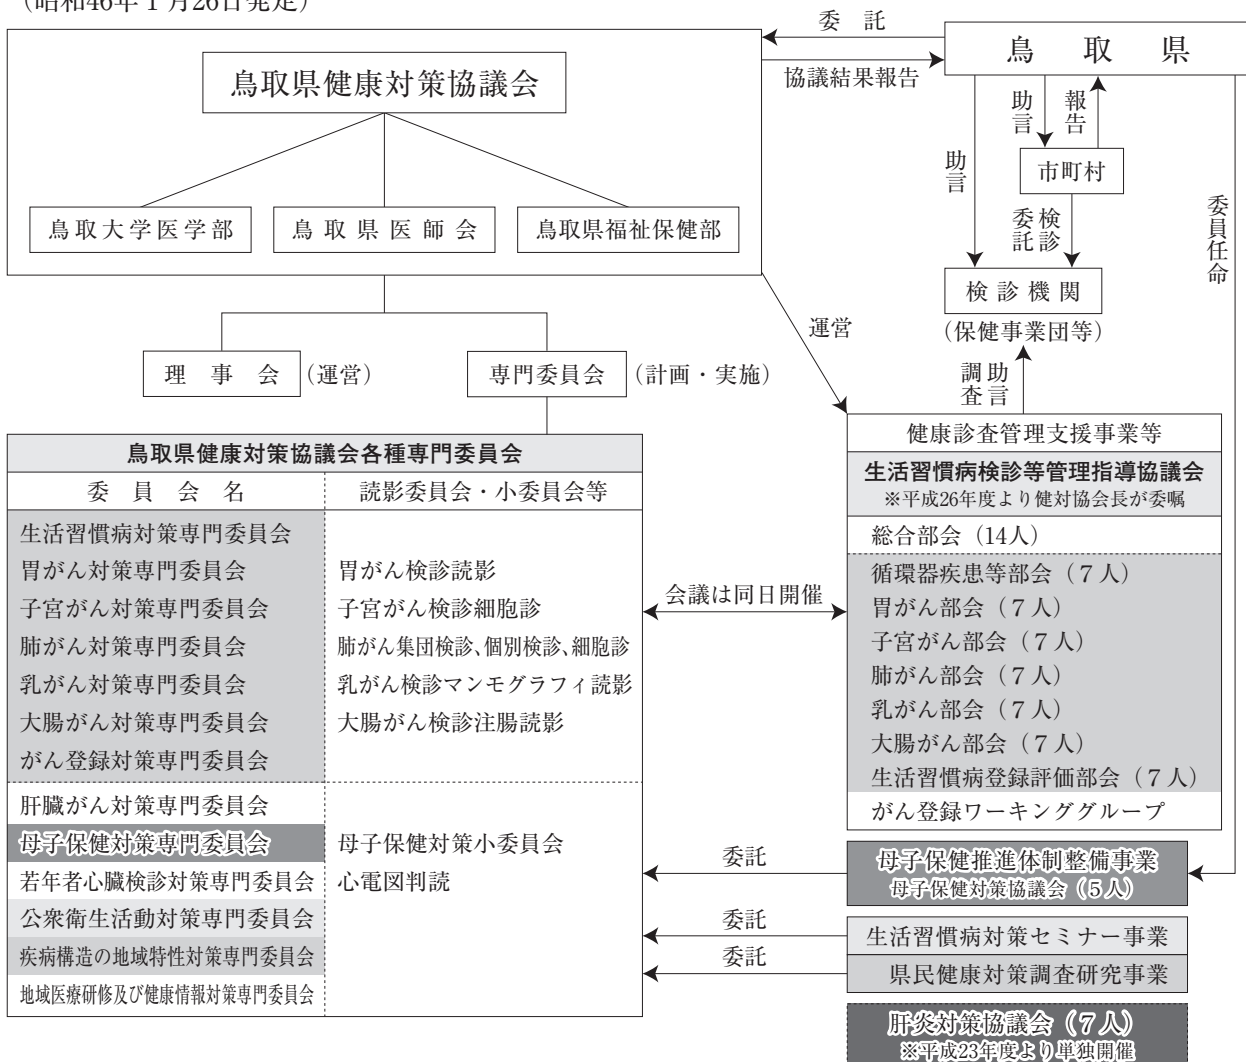 （昭和46年１月26日発足）
委　託
鳥　取　県
協議結果報告
鳥取県健康対策協議会
鳥取大学医学部
鳥取県医師会
鳥取県福祉保健部
助言
助言
報告
市町村
検診
委託
委員任命
検診機関
（保健事業団等）
運営
助言
調査
理　事　会
（運営）
専門委員会
（計画・実施）
鳥取県健康対策協議会各種専門委員会
委　員　会　名
読影委員会・小委員会等
生活習慣病対策専門委員会
胃がん対策専門委員会
胃がん検診読影
子宮がん対策専門委員会
子宮がん検診細胞診
肺がん対策専門委員会
肺がん集団検診、個別検診、細胞診
乳がん対策専門委員会
乳がん検診マンモグラフィ読影
大腸がん対策専門委員会
大腸がん検診注腸読影
がん登録対策専門委員会
肝臓がん対策専門委員会
母子保健対策専門委員会
母子保健対策小委員会
若年者心臓検診対策専門委員会
心電図判読
公衆衛生活動対策専門委員会
疾病構造の地域特性対策専門委員会
地域医療研修及び健康情報対策専門委員会
会議は同日開催
健康診査管理支援事業等
生活習慣病検診等管理指導協議会
※平成26年度より健対協会長が委嘱
総合部会（14人）
循環器疾患等部会（７人）
胃がん部会（７人）
子宮がん部会（７人）
肺がん部会（７人）
乳がん部会（７人）
大腸がん部会（７人）
生活習慣病登録評価部会（７人）
がん登録ワーキンググループ
委託
母子保健推進体制整備事業
母子保健対策協議会（５人）
委託
生活習慣病対策セミナー事業
委託
県民健康対策調査研究事業
肝炎対策協議会（７人）
※平成23年度より単独開催